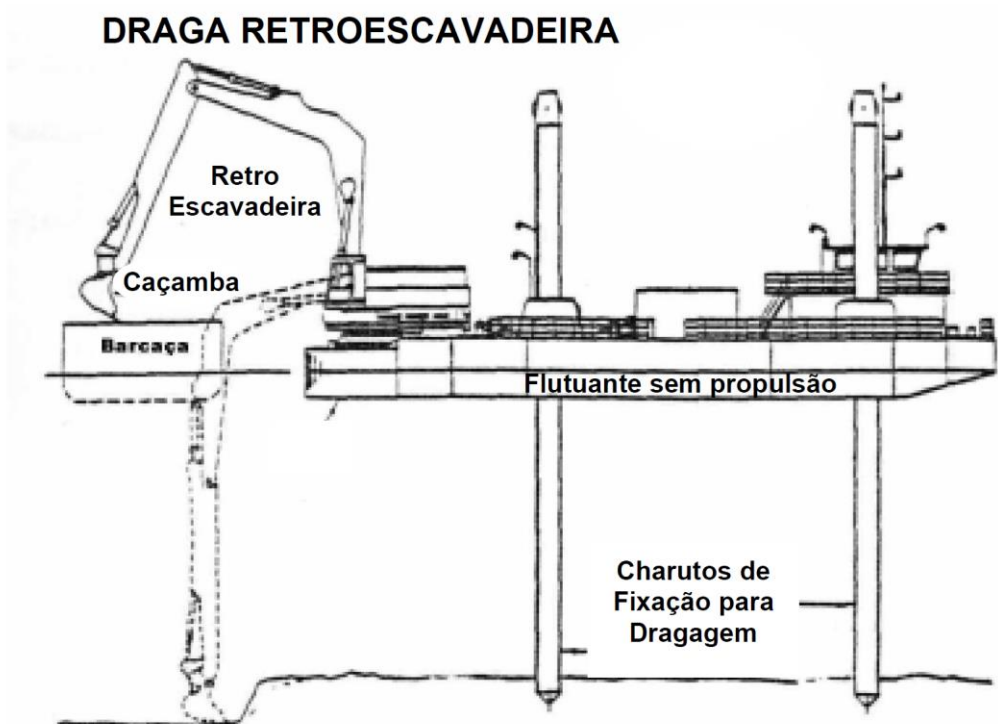 DRAGA RETROESCAVADEIRA
Retro
Escavadeira
Caçamba
Barcaça
Flutuante sem propulsão
Charutos de
Fixação para
Dragagem